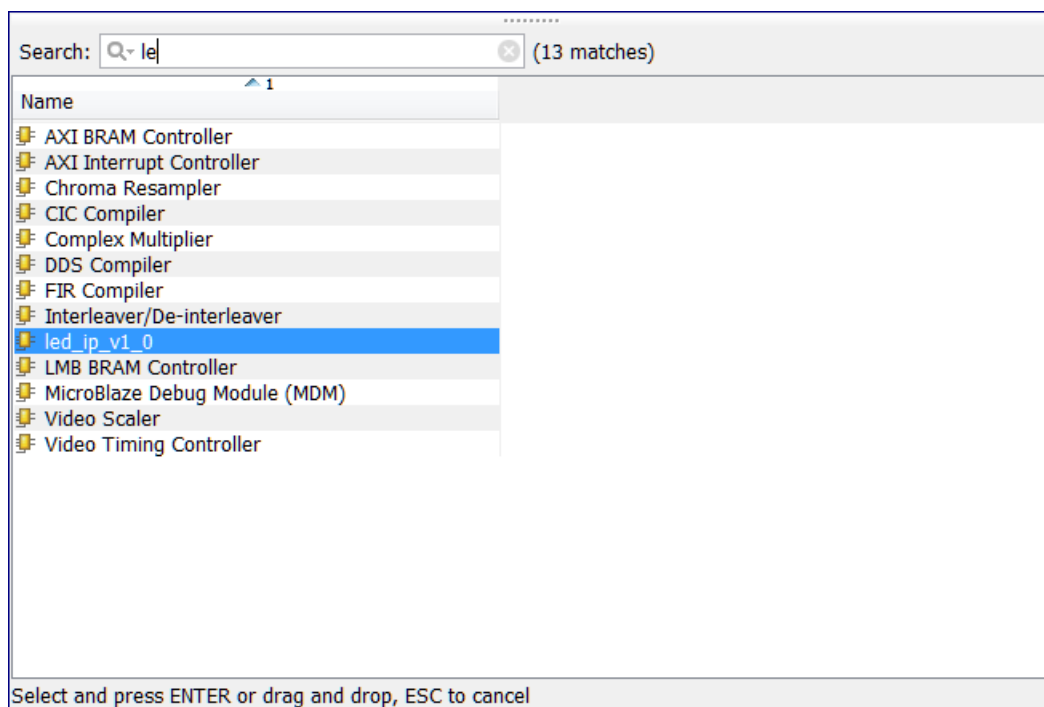 Search: le (13 matches)
1
Name
AXI BRAM Controller
AXI Interrupt Controller
Chroma Resampler
CIC Compiler
Complex Multiplier
DDS Compiler
FIR Compiler
Interleaver/De-interleaver
led_ip_v1_0
LMB BRAM Controller
MicroBlaze Debug Module (MDM)
Video Scaler
Video Timing Controller
Select and press ENTER or drag and drop, ESC to cancel